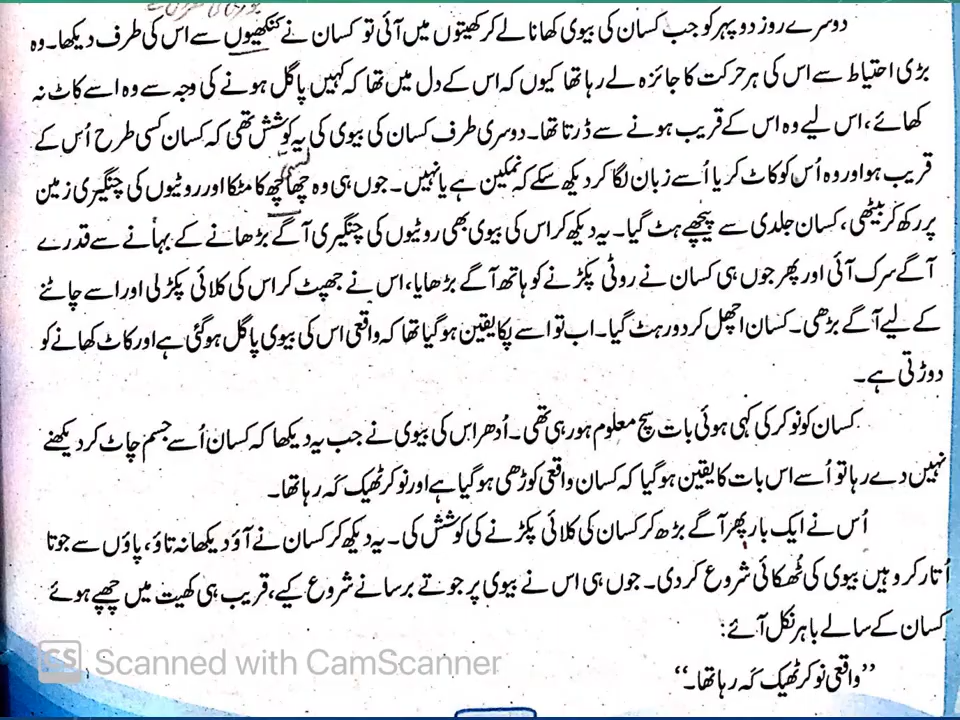 دوسرے روز دوپہر کو جب کسان کی بیوی کھانا لے کر کھیتوں میں آئی تو کسان نے کنکھیوں سے اس کی طرف دیکھا۔ وہ
بڑی احتیاط سے اس کی ہر حرکت کا جائزہ لے رہا تھا کیوں کہ اس کے دل میں تھا کہ کہیں پاگل ہونے کی وجہ سے وہ اسے کاٹ نہ
کھائے، اس لیے وہ اس کے قریب ہونے سے ڈرتا تھا۔ دوسری طرف کسان کی بیوی کی یہ کوشش تھی کہ کسان کسی طرح اُس کے
قریب ہو اور وہ اُس کو کاٹ کر یا اُسے زبان لگا کر دیکھ سکے کہ نمکین ہے یا نہیں۔ جوں ہی وہ چھاچھ کا مٹکا اور روٹیوں کی چنگیری زمین
پر رکھ کر بیٹھی، کسان جلدی سے پیچھے ہٹ گیا۔ یہ دیکھ کر اس کی بیوی بھی روٹیوں کی چنگیری آگے بڑھانے کے بہانے سے قدرے
آگے سرک آئی اور پھر جوں ہی کسان نے روٹی پکڑنے کو ہاتھ آگے بڑھایا، اس نے جھپٹ کر اس کی کلائی پکڑ لی اور اسے چاٹنے
کے لیے آگے بڑھی۔ کسان اچھل کر دور ہٹ گیا۔ اب تو اسے پکا یقین ہو گیا تھا کہ واقعی اس کی بیوی پاگل ہو گئی ہے اور کاٹ کھانے کو
دوڑتی ہے۔
کسان کو نوکر کی کہی ہوئی بات سچ معلوم ہو رہی تھی۔ اُدھر اس کی بیوی نے جب یہ دیکھا کہ کسان اُسے جسم چاٹ کر دیکھنے
نہیں دے رہا تو اُسے اس بات کا یقین ہو گیا کہ کسان واقعی کوڑھی ہو گیا ہے اور نوکر ٹھیک کہ رہا تھا۔
اُس نے ایک بار پھر آگے بڑھ کر کسان کی کلائی پکڑنے کی کوشش کی۔ یہ دیکھ کر کسان نے آؤ دیکھا نہ تاؤ، پاؤں سے جوتا
اُتار کر وہیں بیوی کی ٹھکائی شروع کر دی۔ جوں ہی اس نے بیوی پر جوتے برسانے شروع کیے، قریب ہی کھیت میں چھپے ہوئے
کسان کے سالے باہر نکل آئے:
”واقعی نوکر ٹھیک کہ رہا تھا۔“
CS Scanned with CamScanner